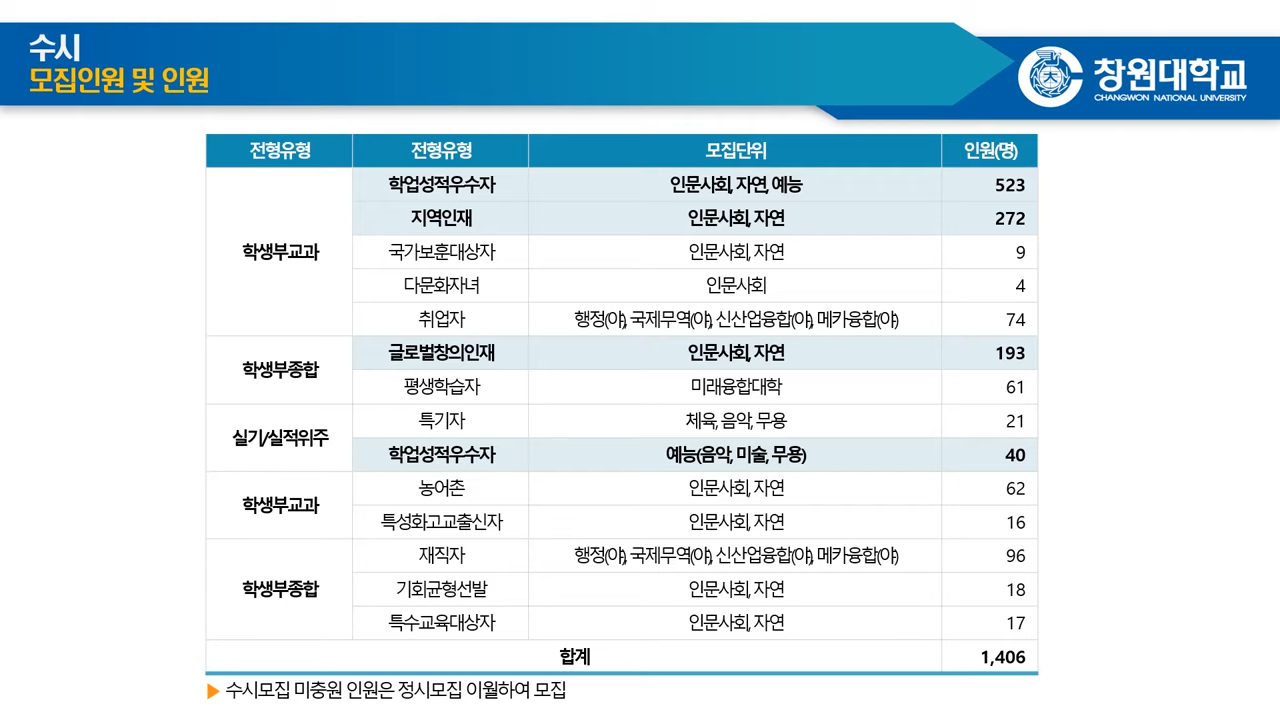 수시
모집인원 및 인원
창원대학교
CHANGWON NATIONAL UNIVERSITY
전형유형 전형유형 모집단위 인원(명)
학생부교과 학업성적우수자 인문사회, 자연, 예능 523
지역인재 인문사회, 자연 272
국가보훈대상자 인문사회, 자연 9
다문화자녀 인문사회 4
취업자 행정(야), 국제무역(야), 신산업융합(야), 메카융합(야) 74
학생부종합 글로벌창의인재 인문사회, 자연 193
평생학습자 미래융합대학 61
실기/실적위주 특기자 체육, 음악, 무용 21
학업성적우수자 예능(음악, 미술, 무용) 40
학생부교과 농어촌 인문사회, 자연 62
특성화고교출신자 인문사회, 자연 16
학생부종합 재직자 행정(야), 국제무역(야), 신산업융합(야), 메카융합(야) 96
기회균형선발 인문사회, 자연 18
특수교육대상자 인문사회, 자연 17
합계 1,406
▶ 수시모집 미충원 인원은 정시모집 이월하여 모집